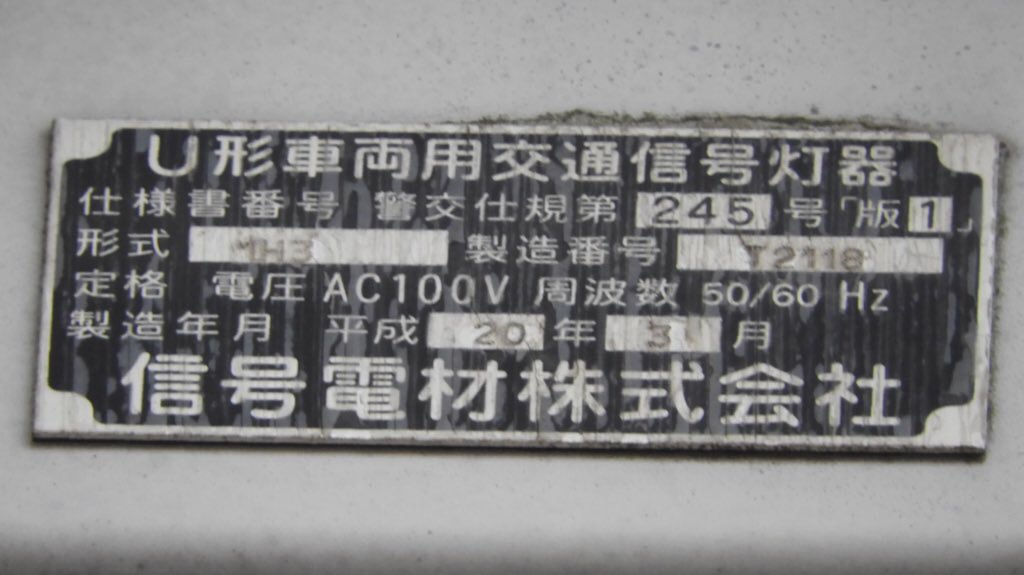 U形車両用交通信号灯器
仕様書番号 警交仕規第 245 号「版1」
形式 1H3 製造番号 T2118
定格 電圧 AC100V 周波数 50/60 Hz
製造年月 平成 20 年 3 月
信号電材株式会社